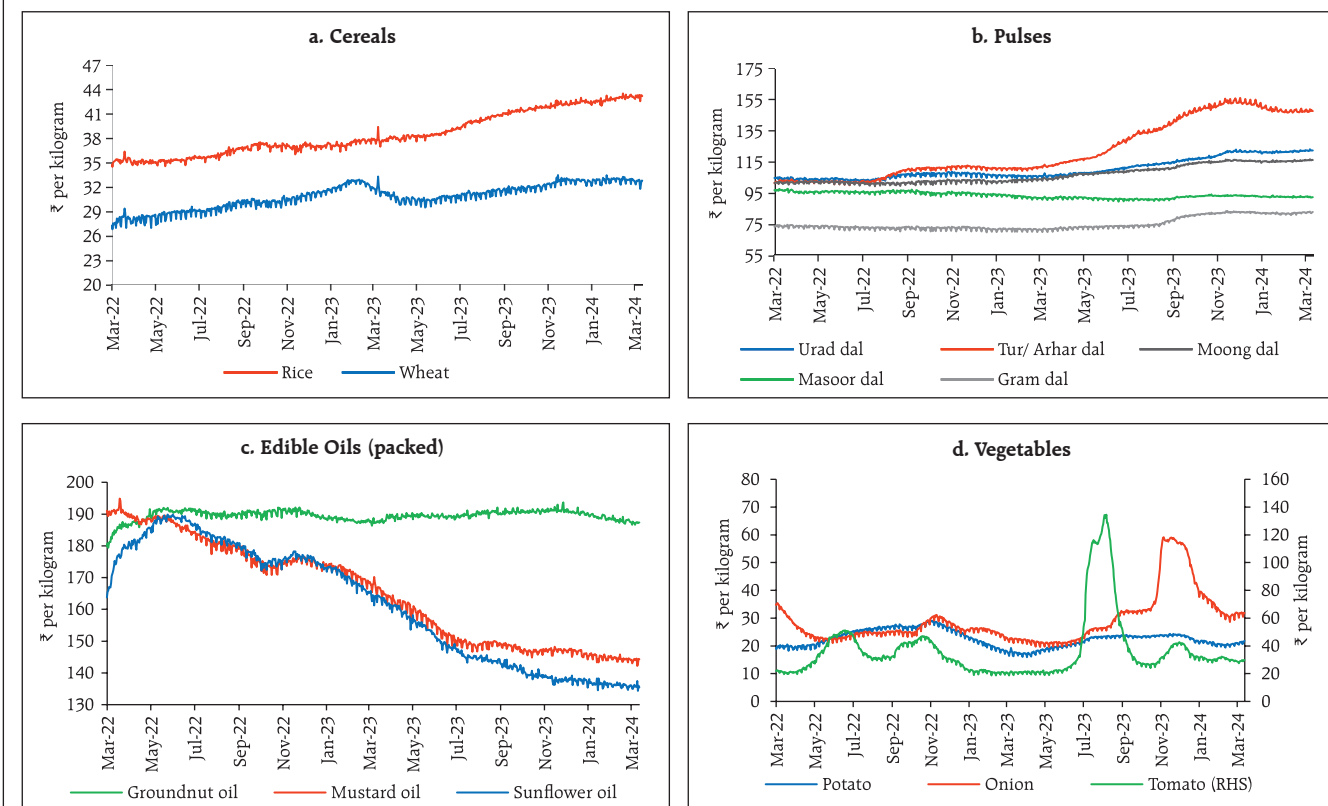 a. Cereals
₹ per kilogram
47
44
41
38
35
32
29
26
23
20
Mar-22
May-22
Jul-22
Sep-22
Nov-22
Jan-23
Mar-23
May-23
Jul-23
Sep-23
Nov-23
Jan-24
Mar-24
Rice
Wheat
b. Pulses
₹ per kilogram
175
155
135
115
95
75
55
Mar-22
May-22
Jul-22
Sep-22
Nov-22
Jan-23
Mar-23
May-23
Jul-23
Sep-23
Nov-23
Jan-24
Mar-24
Urad dal
Tur/ Arhar dal
Moong dal
Masoor dal
Gram dal
c. Edible Oils (packed)
₹ per kilogram
200
190
180
170
160
150
140
130
Mar-22
May-22
Jul-22
Sep-22
Nov-22
Jan-23
Mar-23
May-23
Jul-23
Sep-23
Nov-23
Jan-24
Mar-24
Groundnut oil
Mustard oil
Sunflower oil
d. Vegetables
₹ per kilogram
80
70
60
50
40
30
20
10
0
160
140
120
100
80
60
40
20
0
₹ per kilogram
Mar-22
May-22
Jul-22
Sep-22
Nov-22
Jan-23
Mar-23
May-23
Jul-23
Sep-23
Nov-23
Jan-24
Mar-24
Potato
Onion
Tomato (RHS)